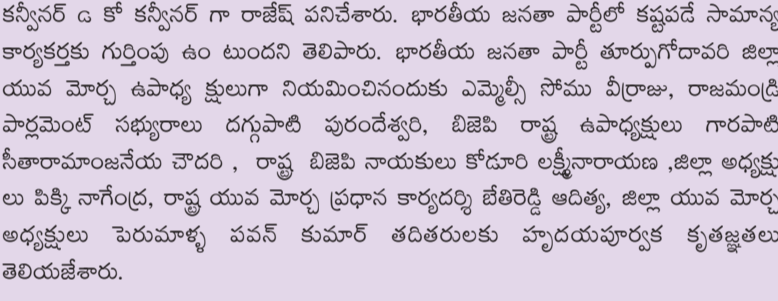 కన్వీనర్ ଓ కో కన్వీనర్ గా రాజేష్ పనిచేశారు. భారతీయ జనతా పార్టీలో కష్టపడే సామాన్య
కార్యకర్తకు గుర్తింపు ఉం టుందని తెలిపారు. భారతీయ జనతా పార్టీ తూర్పుగోదావరి జిల్లా
యువ మోర్చ ఉపాధ్య క్షులుగా నియమించినందుకు ఎమ్మెల్సీ సోము వీర్రాజు, రాజమండ్రి
పార్లమెంట్ సభ్యురాలు దగ్గుపాటి పురందేశ్వరి, బిజెపి రాష్ట్ర ఉపాధ్యక్షులు గారపాటి
సీతారామాంజనేయ చౌదరి , రాష్ట్ర బిజెపి నాయకులు కోడూరి లక్ష్మీనారాయణ ,జిల్లా అధ్యక్షు
లు పిక్కి నాగేంద్ర, రాష్ట్ర యువ మోర్చ ప్రధాన కార్యదర్శి బేతిరెడ్డి ఆదిత్య, జిల్లా యువ మోర్చ
అధ్యక్షులు పెరుమాళ్ళ పవన్ కుమార్ తదితరులకు హృదయపూర్వక కృతజ్ఞతలు
తెలియజేశారు.